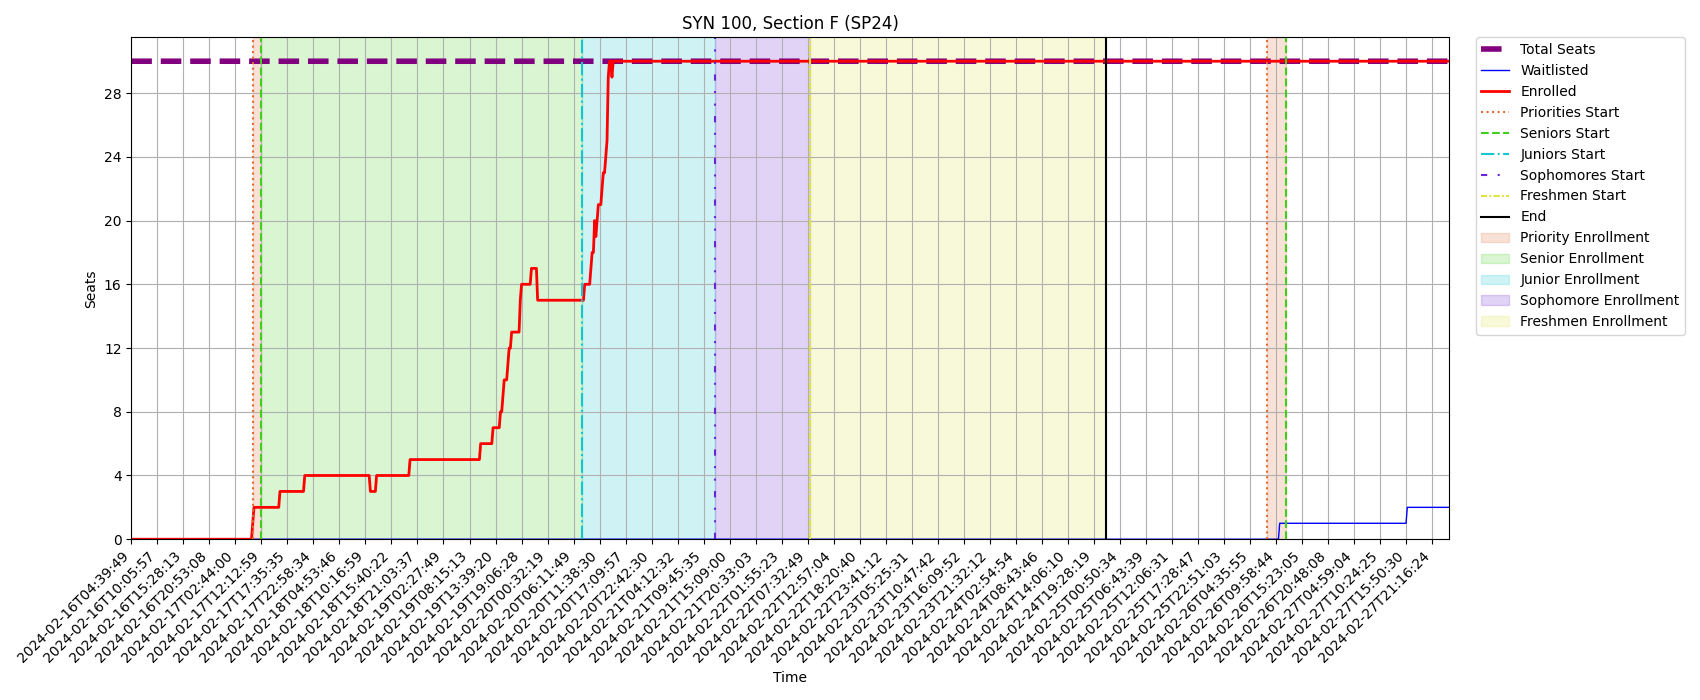 SYN 100, Section F (SP24)
Seats
28
24
20
16
12
8
4
0
2024-02-16T04:39:49
2024-02-16T10:05:57
2024-02-16T15:28:13
2024-02-16T20:53:08
2024-02-17T02:44:00
2024-02-17T12:12:59
2024-02-17T17:35:35
2024-02-17T22:58:34
2024-02-18T04:53:46
2024-02-18T10:16:59
2024-02-18T15:40:22
2024-02-18T21:03:37
2024-02-19T02:27:49
2024-02-19T08:15:13
2024-02-19T13:39:20
2024-02-19T19:06:28
2024-02-20T00:32:19
2024-02-20T06:11:49
2024-02-20T11:38:30
2024-02-20T17:09:57
2024-02-20T22:42:30
2024-02-21T04:12:32
2024-02-21T09:45:35
2024-02-21T15:09:00
2024-02-21T20:33:03
2024-02-22T01:55:23
2024-02-22T07:32:49
2024-02-22T12:57:04
2024-02-22T18:20:40
2024-02-22T23:41:12
2024-02-23T05:25:31
2024-02-23T10:47:42
2024-02-23T16:09:52
2024-02-23T21:32:12
2024-02-24T02:54:54
2024-02-24T08:43:46
2024-02-24T14:06:10
2024-02-24T19:28:19
2024-02-25T00:50:34
2024-02-25T06:43:39
2024-02-25T12:06:31
2024-02-25T17:28:47
2024-02-25T22:51:03
2024-02-26T04:35:55
2024-02-26T09:58:44
2024-02-26T15:23:05
2024-02-26T20:48:08
2024-02-27T04:59:04
2024-02-27T10:24:25
2024-02-27T15:50:30
2024-02-27T21:16:24
Time
Total Seats
Waitlisted
Enrolled
Priorities Start
Seniors Start
Juniors Start
Sophomores Start
Freshmen Start
End
Priority Enrollment
Senior Enrollment
Junior Enrollment
Sophomore Enrollment
Freshmen Enrollment